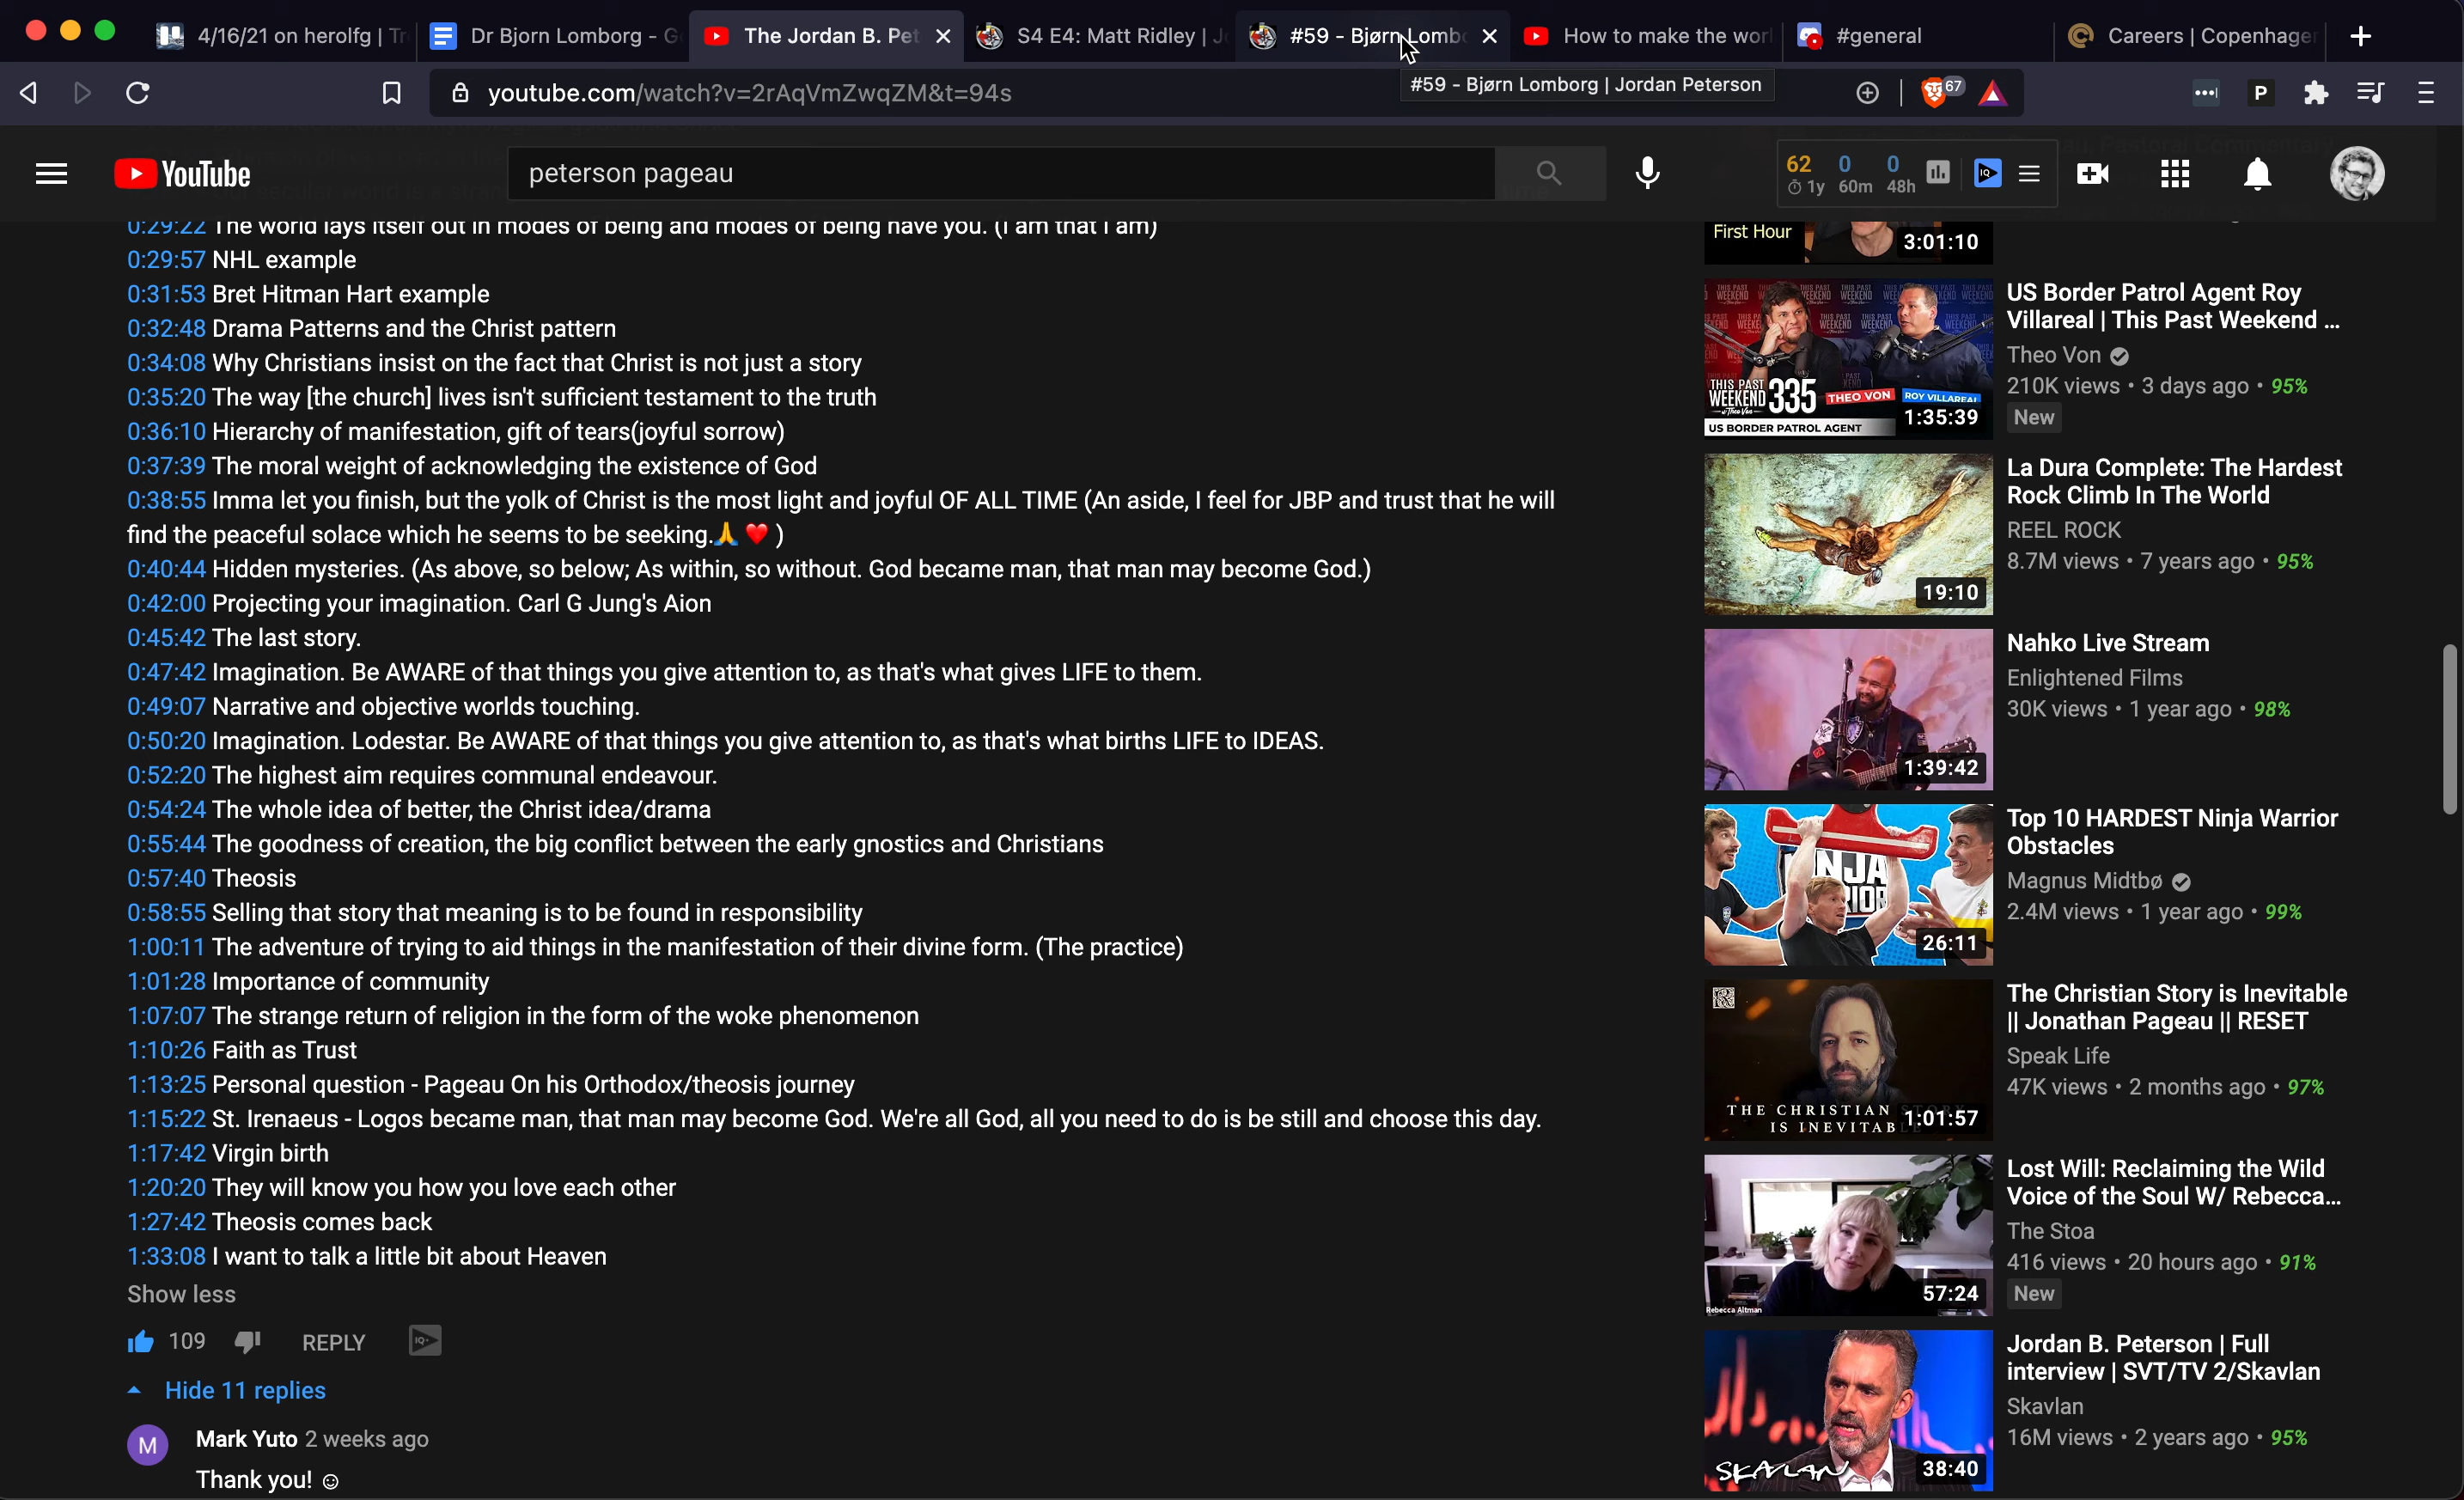 4/16/21 on herolfg | Tr
Dr Bjorn Lomborg - G
The Jordan B. Pet
S4 E4: Matt Ridley | Jo
#59 - Bjørn Lombo
How to make the worl
#general
Careers | Copenhagen
youtube.com/watch?v=2rAqVmZwqZM&t=94s
#59 - Bjørn Lomborg | Jordan Peterson
67
P
YouTube
peterson pageau
62 0 0
1y 60m 48h
IQ
0:29:22 The world lays itself out in modes of being and modes of being have you. (I am that I am)
0:29:57 NHL example
0:31:53 Bret Hitman Hart example
0:32:48 Drama Patterns and the Christ pattern
0:34:08 Why Christians insist on the fact that Christ is not just a story
0:35:20 The way [the church] lives isn't sufficient testament to the truth
0:36:10 Hierarchy of manifestation, gift of tears(joyful sorrow)
0:37:39 The moral weight of acknowledging the existence of God
0:38:55 Imma let you finish, but the yolk of Christ is the most light and joyful OF ALL TIME (An aside, I feel for JBP and trust that he will
find the peaceful solace which he seems to be seeking.🙏 ❤️ )
0:40:44 Hidden mysteries. (As above, so below; As within, so without. God became man, that man may become God.)
0:42:00 Projecting your imagination. Carl G Jung's Aion
0:45:42 The last story.
0:47:42 Imagination. Be AWARE of that things you give attention to, as that's what gives LIFE to them.
0:49:07 Narrative and objective worlds touching.
0:50:20 Imagination. Lodestar. Be AWARE of that things you give attention to, as that's what births LIFE to IDEAS.
0:52:20 The highest aim requires communal endeavour.
0:54:24 The whole idea of better, the Christ idea/drama
0:55:44 The goodness of creation, the big conflict between the early gnostics and Christians
0:57:40 Theosis
0:58:55 Selling that story that meaning is to be found in responsibility
1:00:11 The adventure of trying to aid things in the manifestation of their divine form. (The practice)
1:01:28 Importance of community
1:07:07 The strange return of religion in the form of the woke phenomenon
1:10:26 Faith as Trust
1:13:25 Personal question - Pageau On his Orthodox/theosis journey
1:15:22 St. Irenaeus - Logos became man, that man may become God. We're all God, all you need to do is be still and choose this day.
1:17:42 Virgin birth
1:20:20 They will know you how you love each other
1:27:42 Theosis comes back
1:33:08 I want to talk a little bit about Heaven
Show less
109 REPLY IQ
Hide 11 replies
M
Mark Yuto 2 weeks ago
Thank you! ☺
First Hour
3:01:10
THIS PAST
WEEKEND 335
THEO VON ROY VILLAREAL
US BORDER PATROL AGENT
1:35:39
US Border Patrol Agent Roy
Villareal | This Past Weekend ...
Theo Von
210K views • 3 days ago • 95%
New
19:10
La Dura Complete: The Hardest
Rock Climb In The World
REEL ROCK
8.7M views • 7 years ago • 95%
1:39:42
Nahko Live Stream
Enlightened Films
30K views • 1 year ago • 98%
26:11
Top 10 HARDEST Ninja Warrior
Obstacles
Magnus Midtbø
2.4M views • 1 year ago • 99%
THE CHRISTIAN
IS INEVITAB
1:01:57
The Christian Story is Inevitable
|| Jonathan Pageau || RESET
Speak Life
47K views • 2 months ago • 97%
Rebecca Altman
57:24
Lost Will: Reclaiming the Wild
Voice of the Soul W/ Rebecca...
The Stoa
416 views • 20 hours ago • 91%
New
SKAVLAN
38:40
Jordan B. Peterson | Full
interview | SVT/TV 2/Skavlan
Skavlan
16M views • 2 years ago • 95%